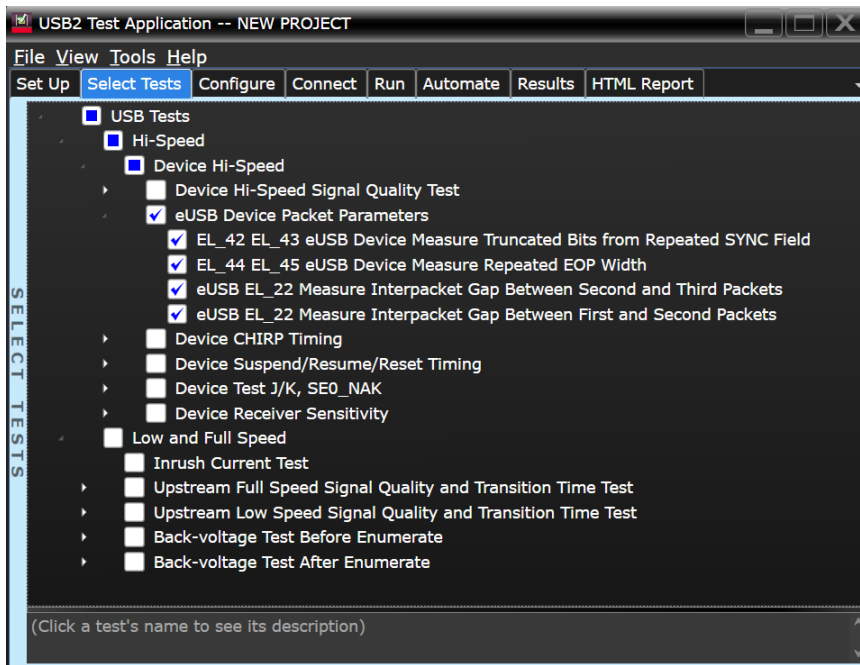 USB2 Test Application -- NEW PROJECT
File View Tools Help
Set Up Select Tests Configure Connect Run Automate Results HTML Report
USB Tests
Hi-Speed
Device Hi-Speed
Device Hi-Speed Signal Quality Test
eUSB Device Packet Parameters
EL_42 EL_43 eUSB Device Measure Truncated Bits from Repeated SYNC Field
EL_44 EL_45 eUSB Device Measure Repeated EOP Width
eUSB EL_22 Measure Interpacket Gap Between Second and Third Packets
eUSB EL_22 Measure Interpacket Gap Between First and Second Packets
Device CHIRP Timing
Device Suspend/Resume/Reset Timing
Device Test J/K, SE0_NAK
Device Receiver Sensitivity
Low and Full Speed
Inrush Current Test
Upstream Full Speed Signal Quality and Transition Time Test
Upstream Low Speed Signal Quality and Transition Time Test
Back-voltage Test Before Enumerate
Back-voltage Test After Enumerate
SELECT TESTS
(Click a test's name to see its description)